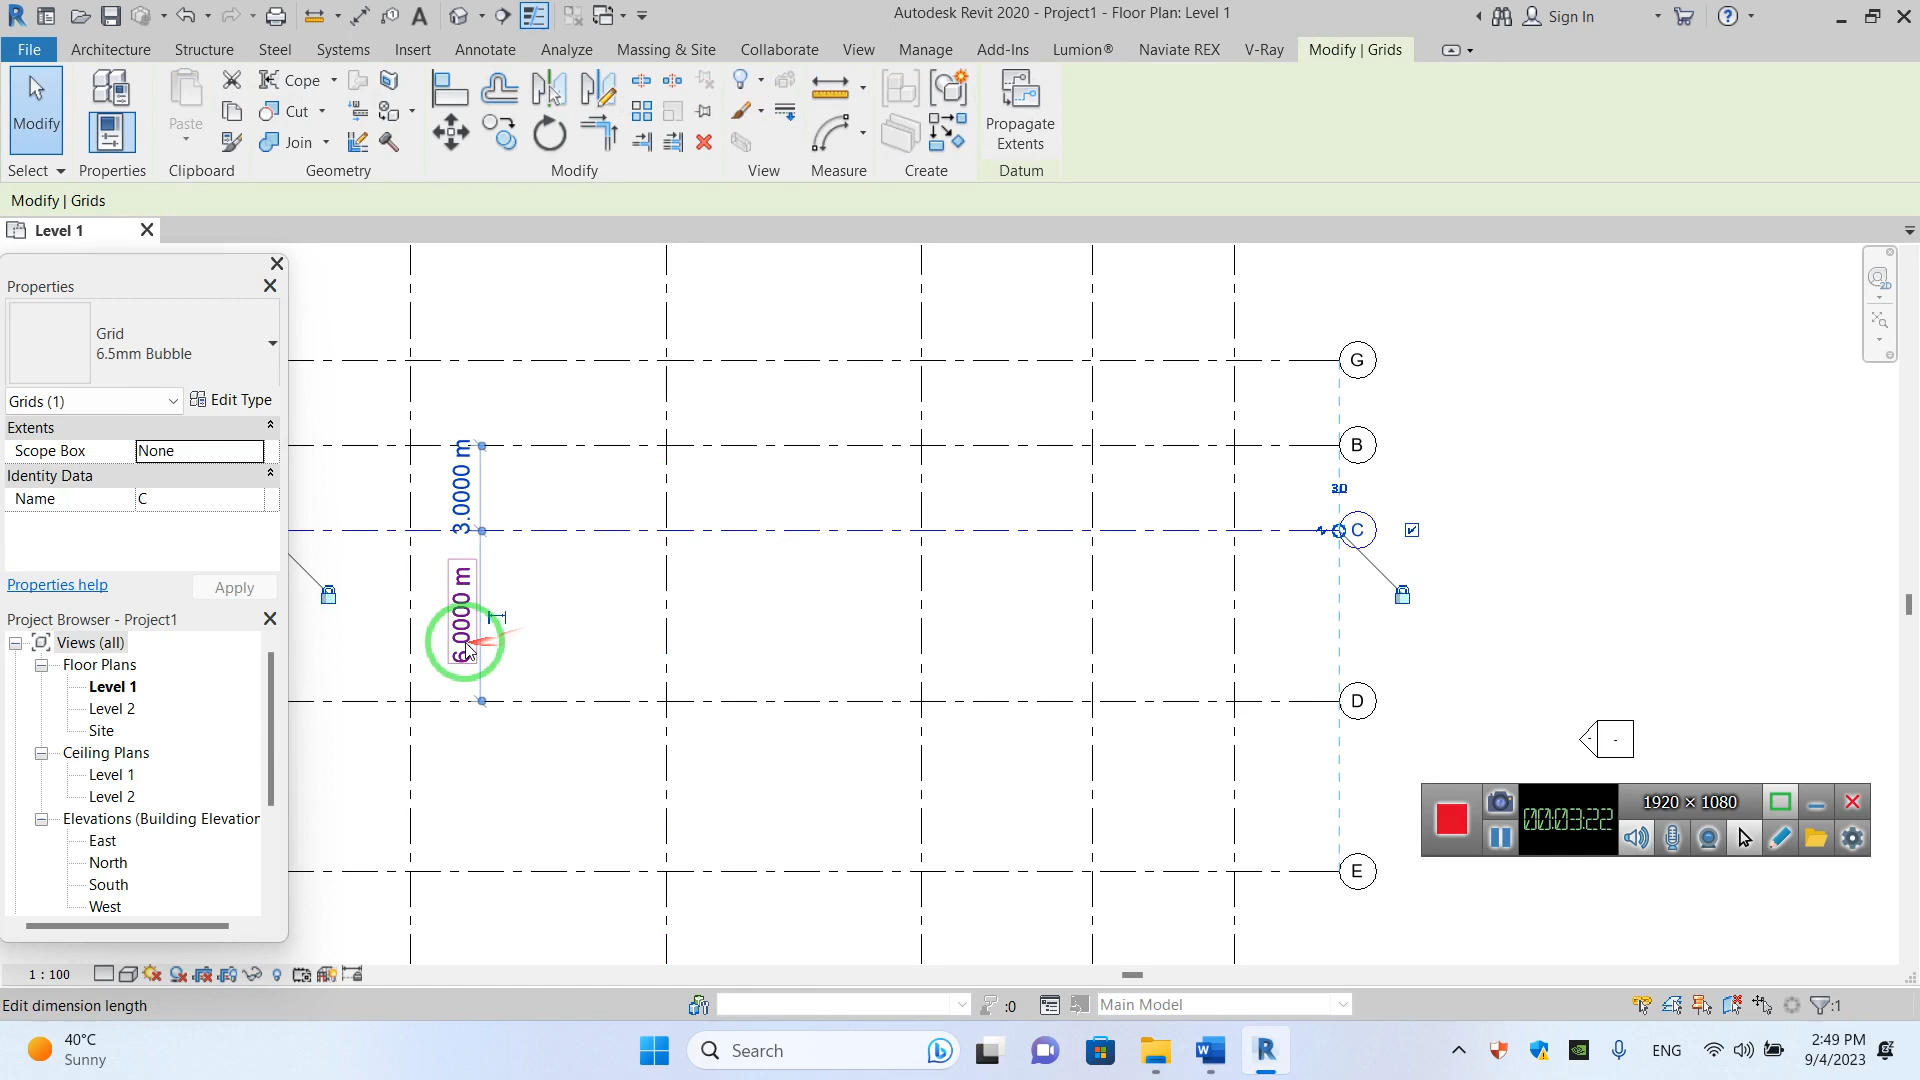 Autodesk Revit 2020 - Project1 - Floor Plan: Level 1
Sign In
File Architecture Structure Steel Systems Insert Annotate Analyze Massing & Site Collaborate View Manage Add-Ins Lumion® Naviate REX V-Ray Modify | Grids
Modify
Paste
Cope
Cut
Join
Propagate
Extents
Select Properties Clipboard Geometry Modify View Measure Create Datum
Modify | Grids
Level 1
Properties
Grid
6.5mm Bubble
Grids (1)
Edit Type
Extents
Scope Box None
Identity Data
Name C
Properties help
Apply
Project Browser - Project1
Views (all)
Floor Plans
Level 1
Level 2
Site
Ceiling Plans
Level 1
Level 2
Elevations (Building Elevation
East
North
South
West
G
B
3D
C
D
E
3.0000 m
6.0000 m
2D
1920 × 1080
00:03:22
1 : 100
Edit dimension length
:0
Main Model
:1
40°C
Sunny
Search
ENG
2:49 PM
9/4/2023